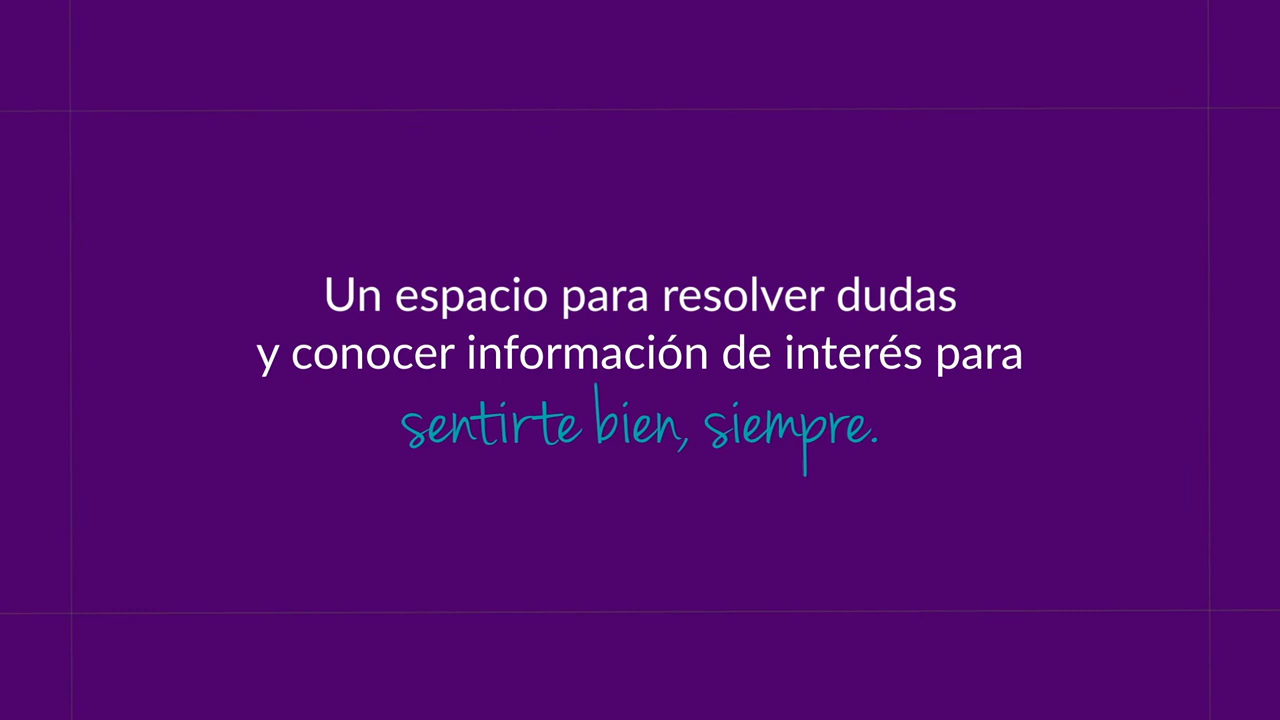 Un espacio para resolver dudas
y conocer información de interés para
sentirte bien, siempre.